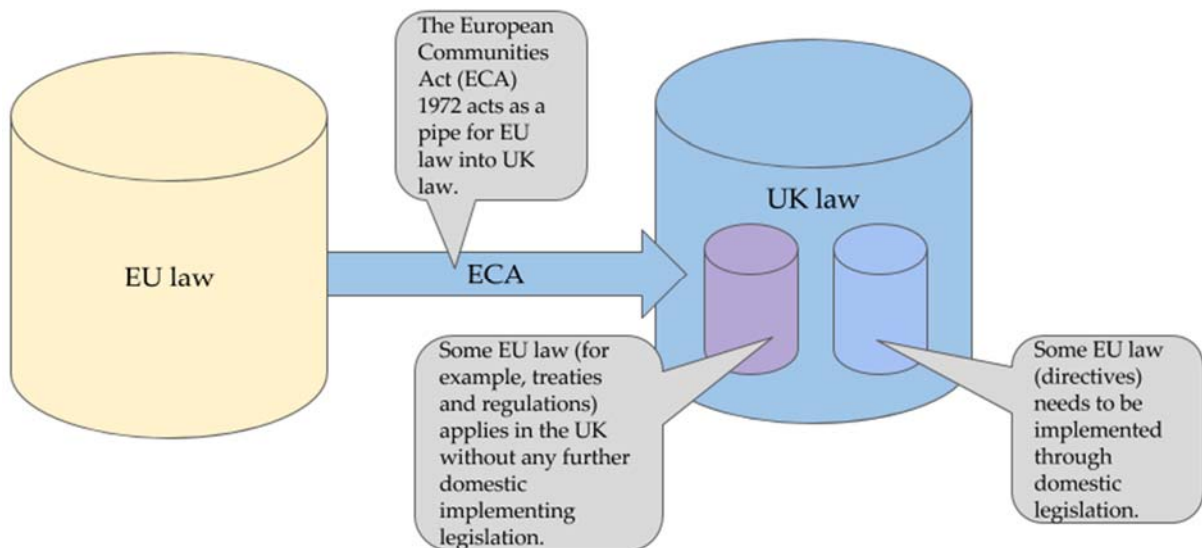 The European
Communities
Act (ECA)
1972 acts as a
pipe for EU
law into UK
law.
UK law
EU law
ECA
Some EU law (for
example, treaties
and regulations)
applies in the UK
without any further
domestic
implementing
legislation.
Some EU law
(directives)
needs to be
implemented
through
domestic
legislation.